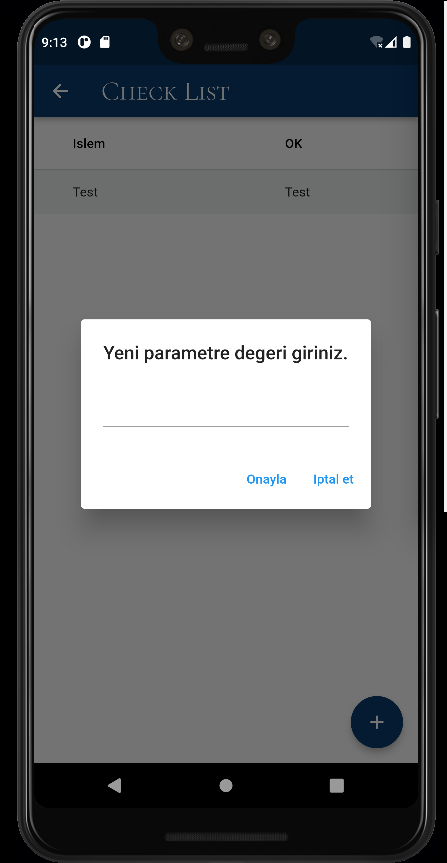 9:13
Check List
Islem OK
Test Test
Yeni parametre degeri giriniz.
Onayla Iptal et